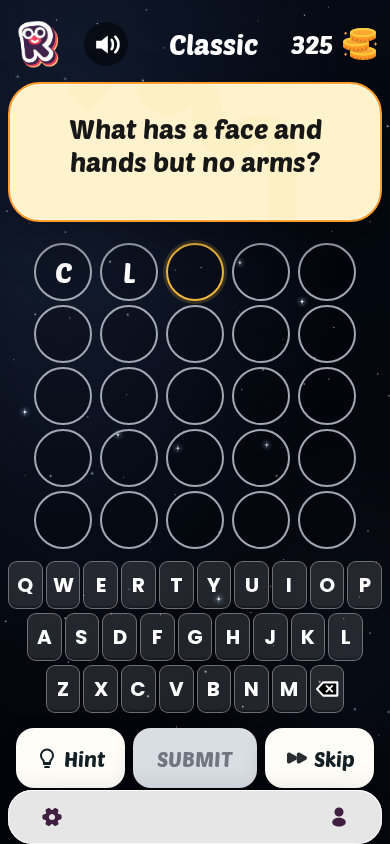 R
Classic
325
What has a face and
hands but no arms?
C L
Q W E R T Y U I O P
A S D F G H J K L
Z X C V B N M
Hint
SUBMIT
Skip